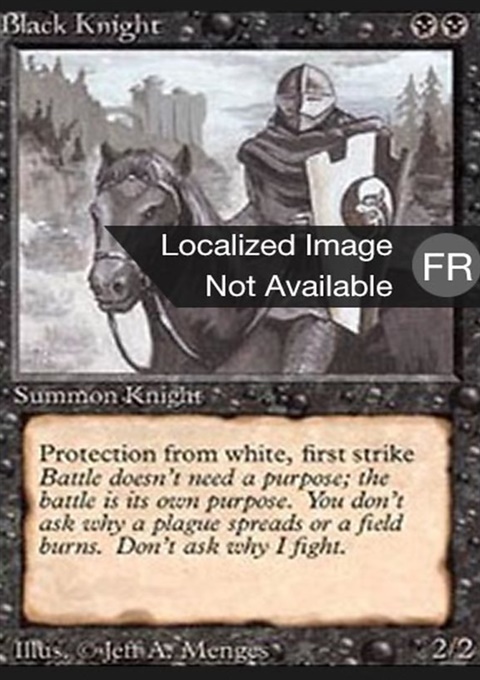 Black Knight
Localized Image
Not Available
FR
Summon Knight
Protection from white, first strike
Battle doesn't need a purpose; the
battle is its own purpose. You don't
ask why a plague spreads or a field
burns. Don't ask why I fight.
Illus. © Jeff A. Menges
2/2